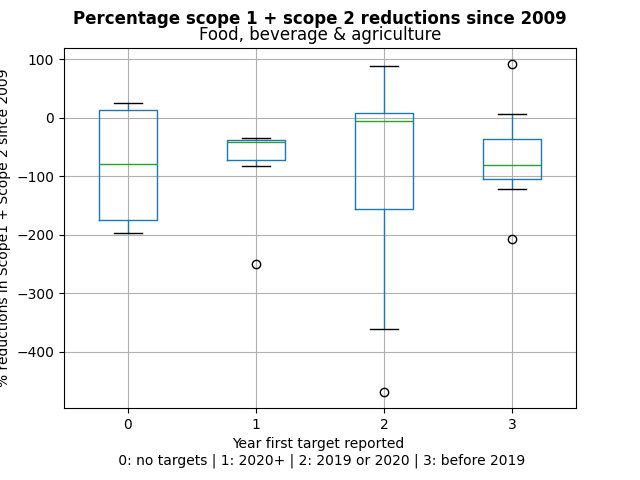 Percentage scope 1 + scope 2 reductions since 2009
Food, beverage & agriculture
% reductions in Scope1 + Scope 2 since 2009
100
0
−100
−200
−300
−400
0
1
2
3
Year first target reported
0: no targets | 1: 2020+ | 2: 2019 or 2020 | 3: before 2019